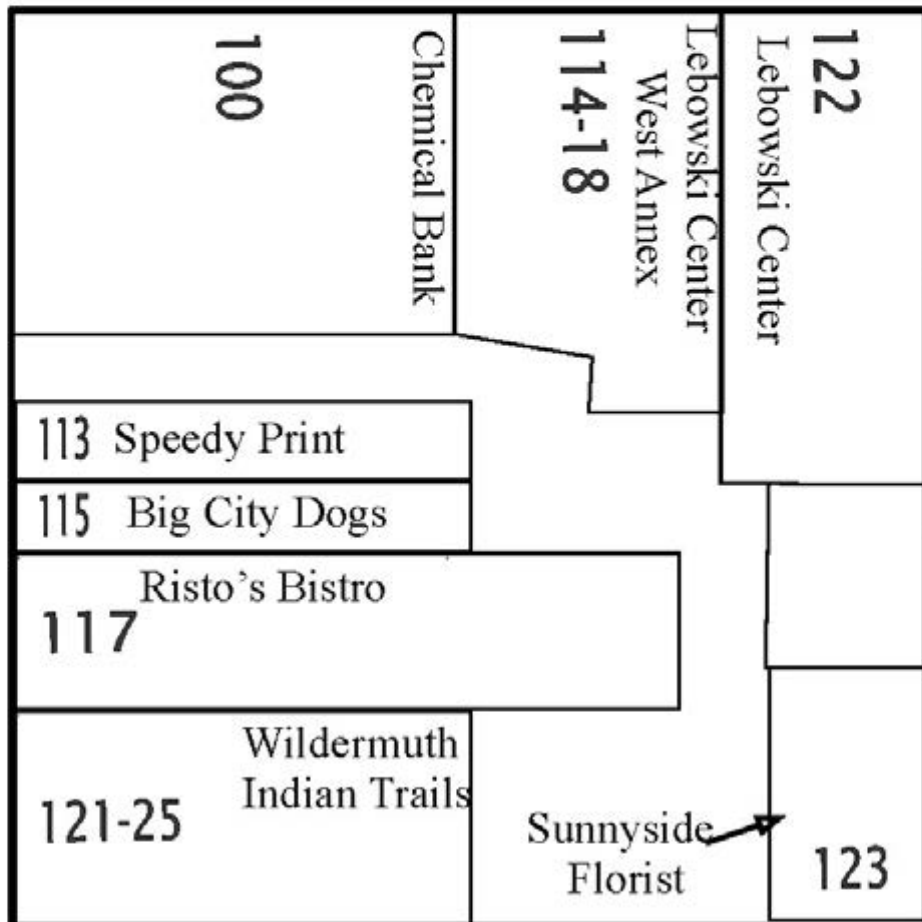 100
Chemical Bank
114-18
Lebowski Center
West Annex
122
Lebowski Center
113 Speedy Print
115 Big City Dogs
Risto's Bistro
117
Wildermuth
Indian Trails
121-25
Sunnyside
Florist
123